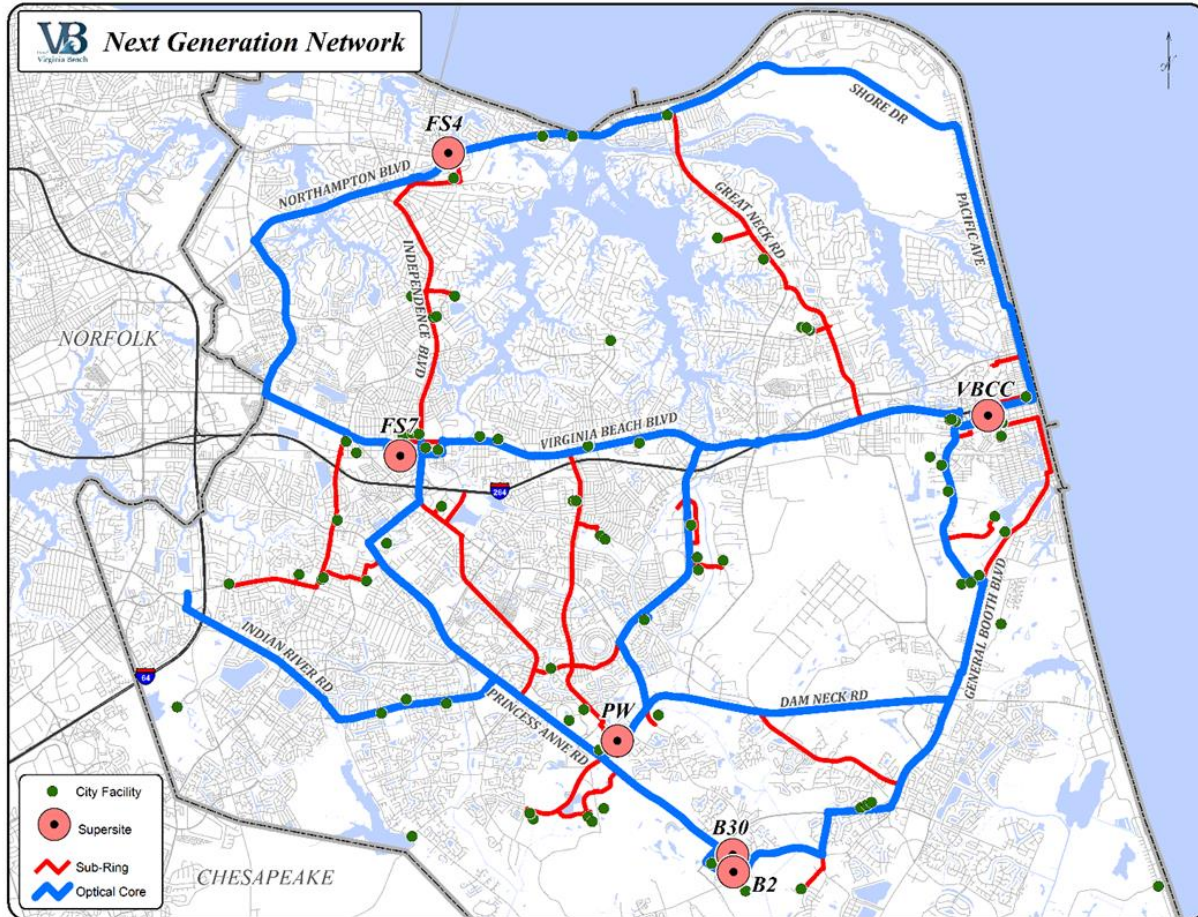 VB
City of
Virginia Beach
Next Generation Network
N
SHORE DR
FS4
NORTHAMPTON BLVD
GREAT NECK RD
PACIFIC AVE
INDEPENDENCE BLVD
NORFOLK
VBCC
FS7
VIRGINIA BEACH BLVD
264
GENERAL BOOTH BLVD
INDIAN RIVER RD
64
PRINCESS ANNE RD
DAM NECK RD
PW
City Facility
Supersite
B30
Sub-Ring
B2
Optical Core
CHESAPEAKE